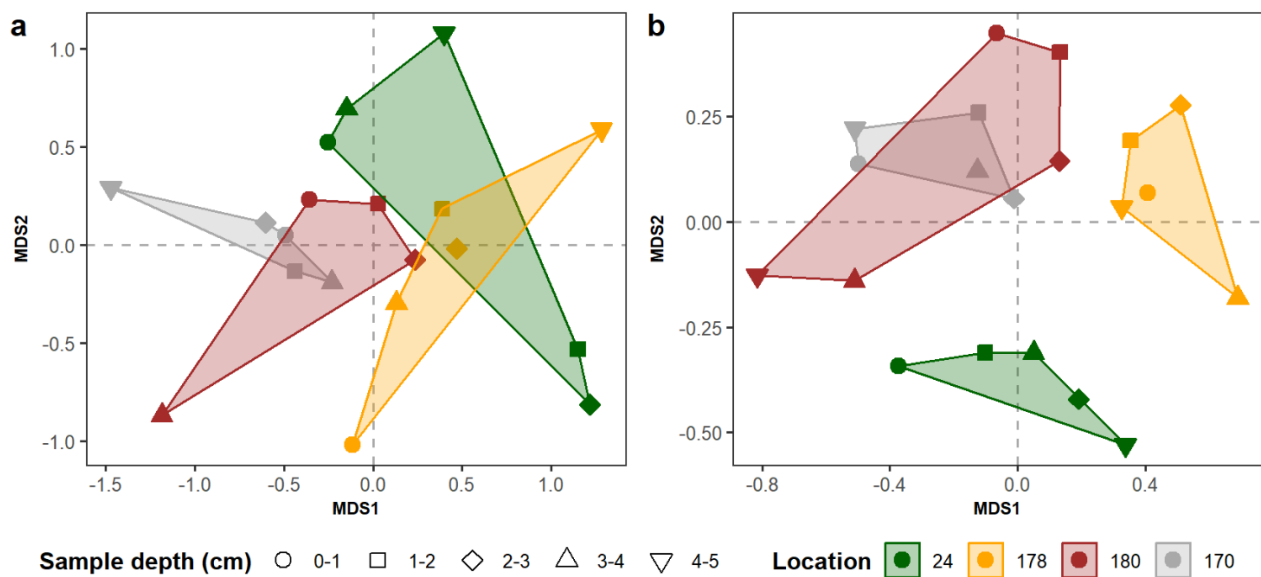 a
b
1.0
0.5
0.0
-0.5
-1.0
MDS2
-1.5 -1.0 -0.5 0.0 0.5 1.0
MDS1
0.25
0.00
-0.25
-0.50
MDS2
-0.8 -0.4 0.0 0.4
MDS1
Sample depth (cm) 0-1 1-2 2-3 3-4 4-5
Location 24 178 180 170